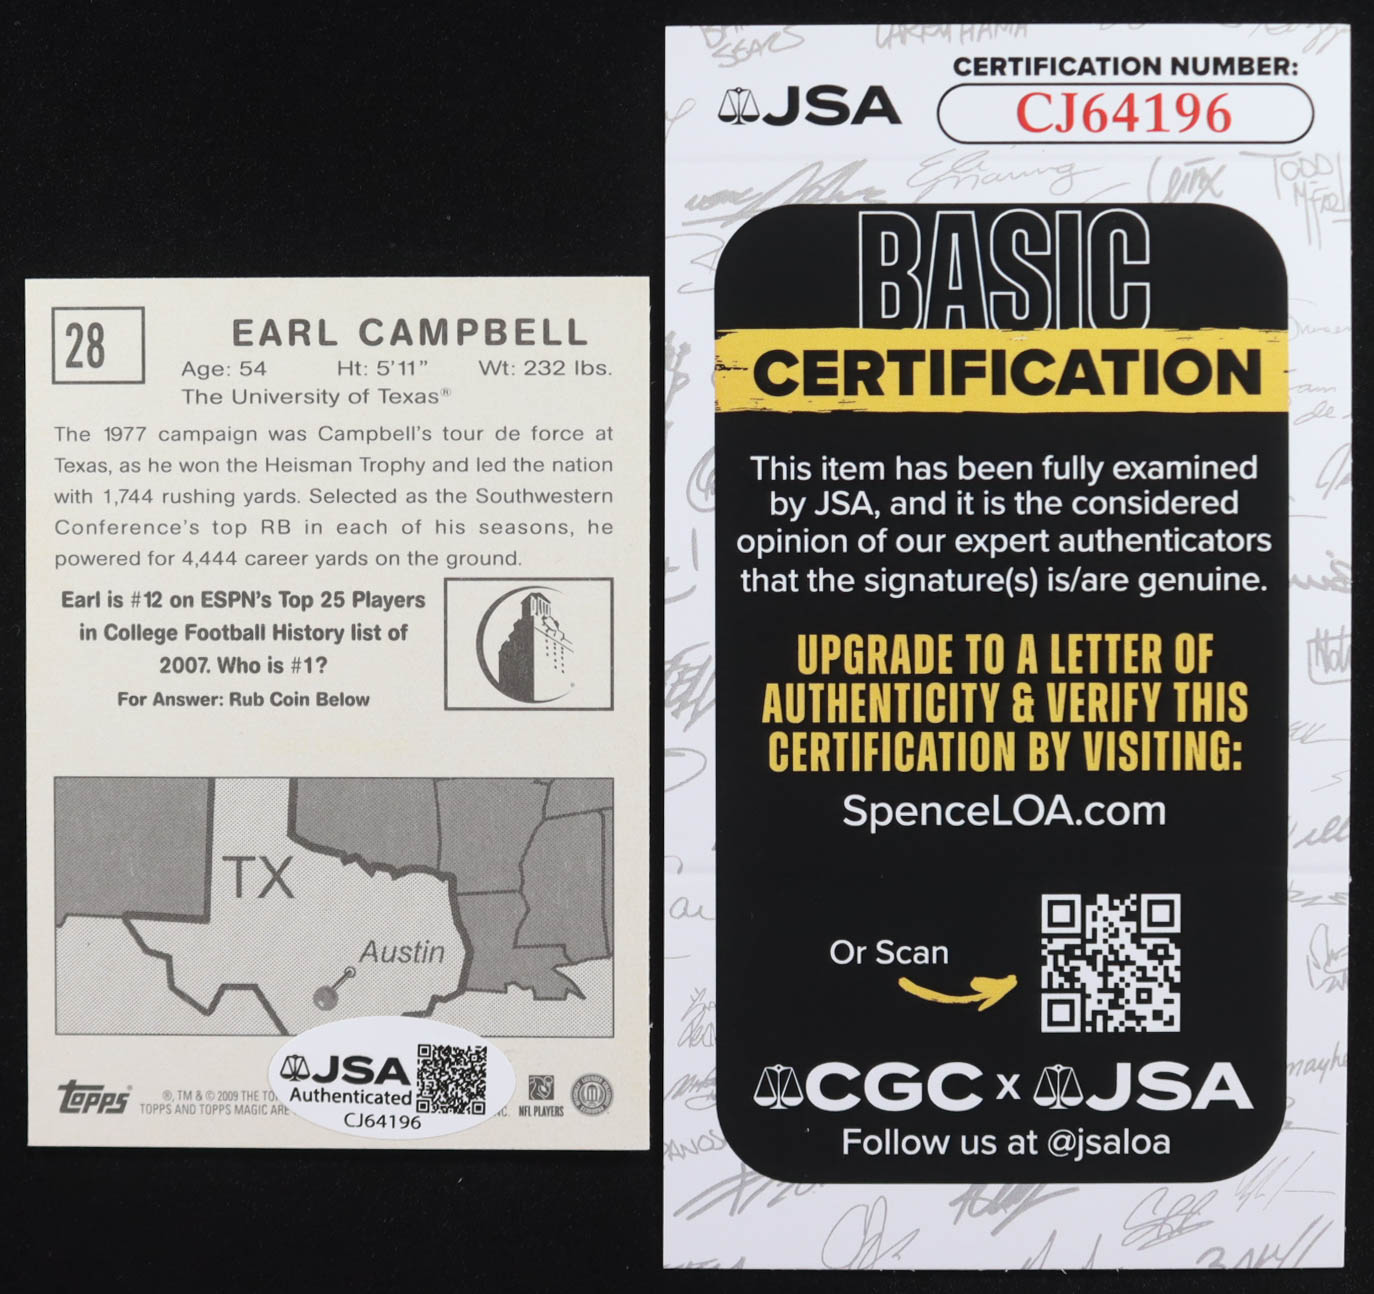 28
EARL CAMPBELL
Age: 54 Ht: 5'11" Wt: 232 lbs.
The University of Texas®
The 1977 campaign was Campbell's tour de force at
Texas, as he won the Heisman Trophy and led the nation
with 1,744 rushing yards. Selected as the Southwestern
Conference's top RB in each of his seasons, he
powered for 4,444 career yards on the ground.
Earl is #12 on ESPN's Top 25 Players
in College Football History list of
2007. Who is #1?
For Answer: Rub Coin Below
TX
Austin
Topps
®, TM & © 2009 THE
TOPPS AND TOPPS MAGIC ARE
NC.
NFL PLAYERS
JSA
Authenticated
CJ64196
JSA
CERTIFICATION NUMBER:
CJ64196
BASIC
CERTIFICATION
This item has been fully examined
by JSA, and it is the considered
opinion of our expert authenticators
that the signature(s) is/are genuine.
UPGRADE TO A LETTER OF
AUTHENTICITY & VERIFY THIS
CERTIFICATION BY VISITING:
SpenceLOA.com
Or Scan
CGC x JSA
Follow us at @jsaloa